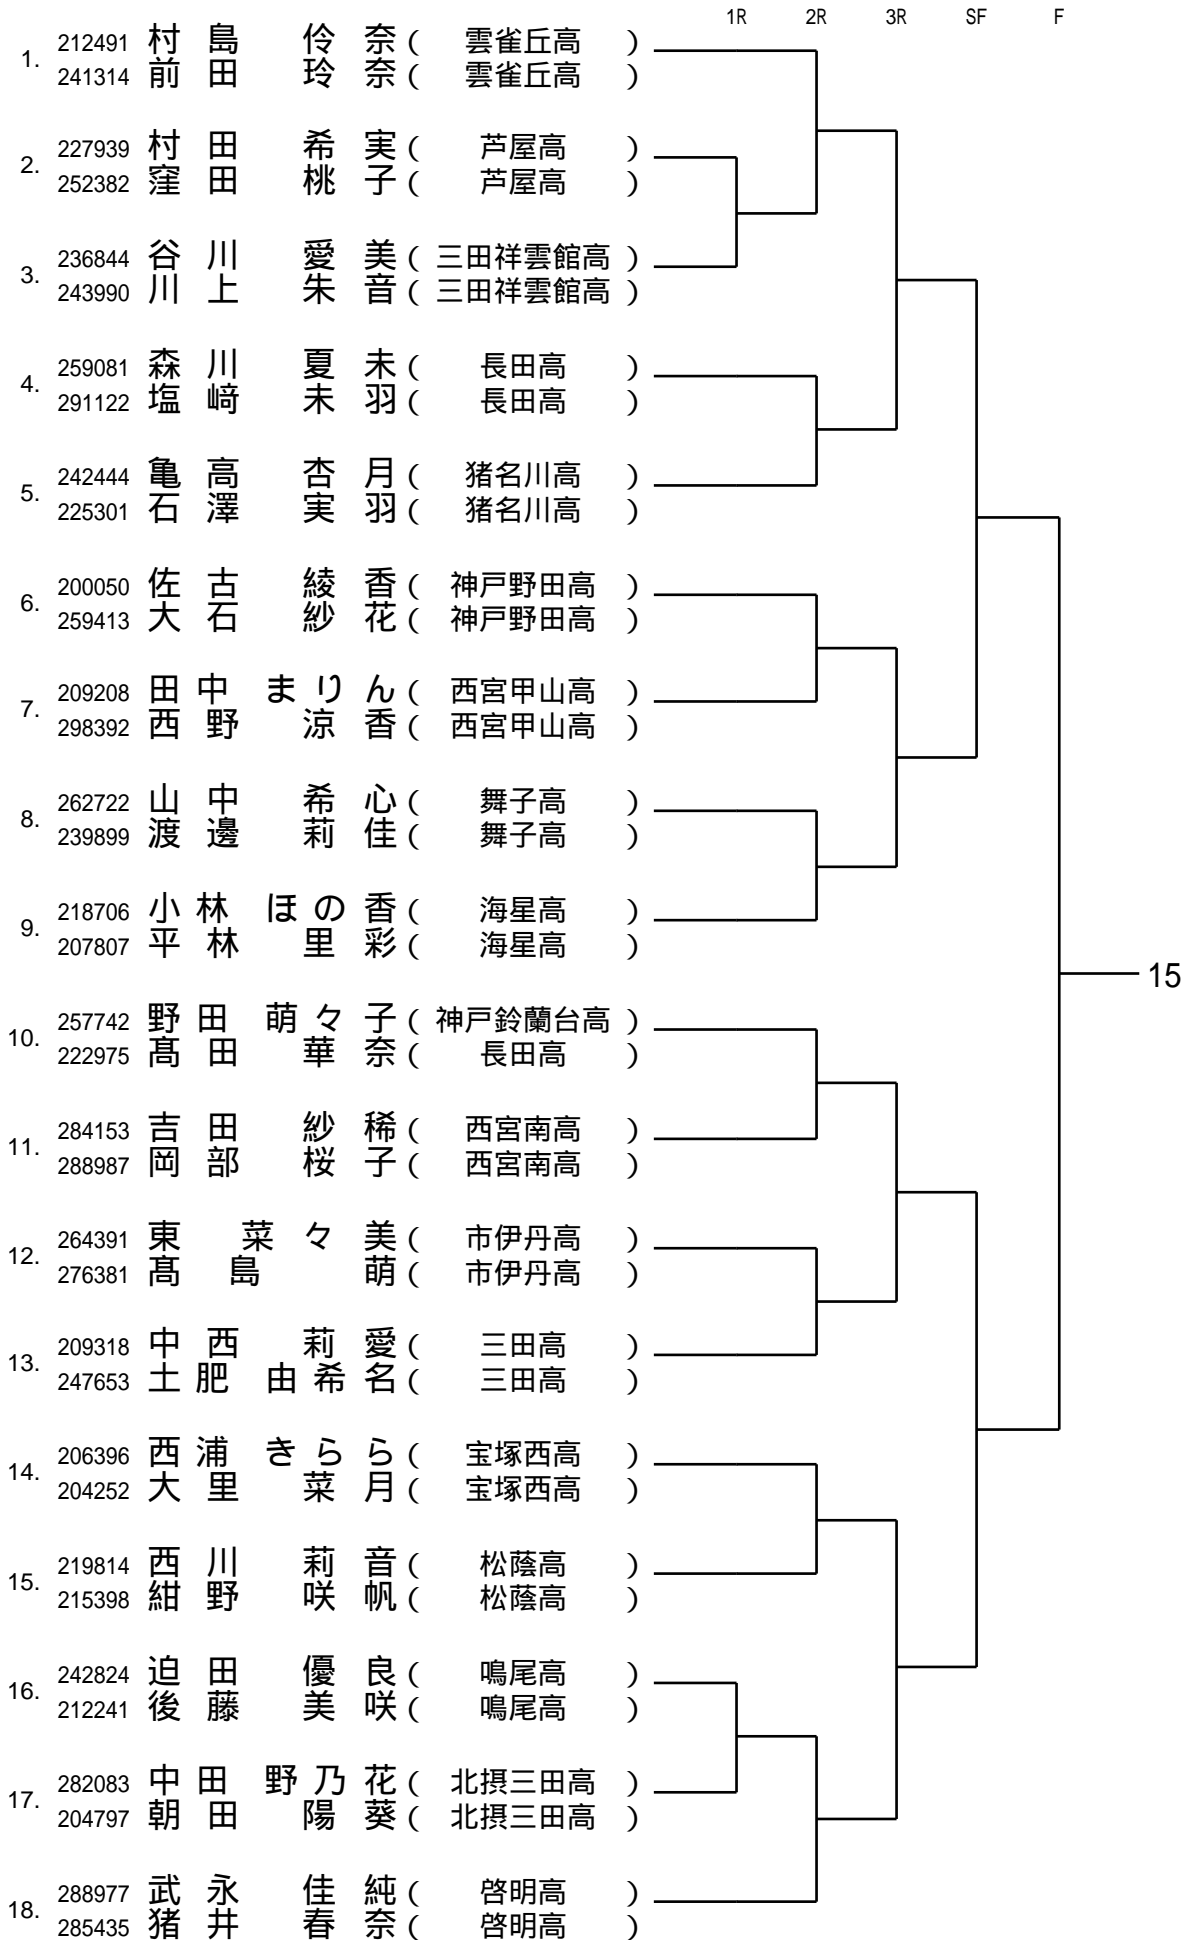 1R 2R 3R SF F
1. 212491 村島 伶奈 ( 雲雀丘高 )
241314 前田 玲奈 ( 雲雀丘高 )
2. 227939 村田 希実 ( 芦屋高 )
252382 窪田 桃子 ( 芦屋高 )
3. 236844 谷川 愛美 ( 三田祥雲館高 )
243990 川上 朱音 ( 三田祥雲館高 )
4. 259081 森川 夏未 ( 長田高 )
291122 塩﨑 未羽 ( 長田高 )
5. 242444 亀高 杏月 ( 猪名川高 )
225301 石澤 実羽 ( 猪名川高 )
6. 200050 佐古 綾香 ( 神戸野田高 )
259413 大石 紗花 ( 神戸野田高 )
7. 209208 田中 まりん ( 西宮甲山高 )
298392 西野 涼香 ( 西宮甲山高 )
8. 262722 山中 希心 ( 舞子高 )
239899 渡邊 莉佳 ( 舞子高 )
9. 218706 小林 ほの香 ( 海星高 )
207807 平林 里彩 ( 海星高 )
15
10. 257742 野田 萌々子 ( 神戸鈴蘭台高 )
222975 髙田 華奈 ( 長田高 )
11. 284153 吉田 紗稀 ( 西宮南高 )
288987 岡部 桜子 ( 西宮南高 )
12. 264391 東 菜々美 ( 市伊丹高 )
276381 髙島 萌 ( 市伊丹高 )
13. 209318 中西 莉愛 ( 三田高 )
247653 土肥 由希名 ( 三田高 )
14. 206396 西浦 きらら ( 宝塚西高 )
204252 大里 菜月 ( 宝塚西高 )
15. 219814 西川 莉音 ( 松蔭高 )
215398 紺野 咲帆 ( 松蔭高 )
16. 242824 迫田 優良 ( 鳴尾高 )
212241 後藤 美咲 ( 鳴尾高 )
17. 282083 中田 野乃花 ( 北摂三田高 )
204797 朝田 陽葵 ( 北摂三田高 )
18. 288977 武永 佳純 ( 啓明高 )
285435 猪井 春奈 ( 啓明高 )